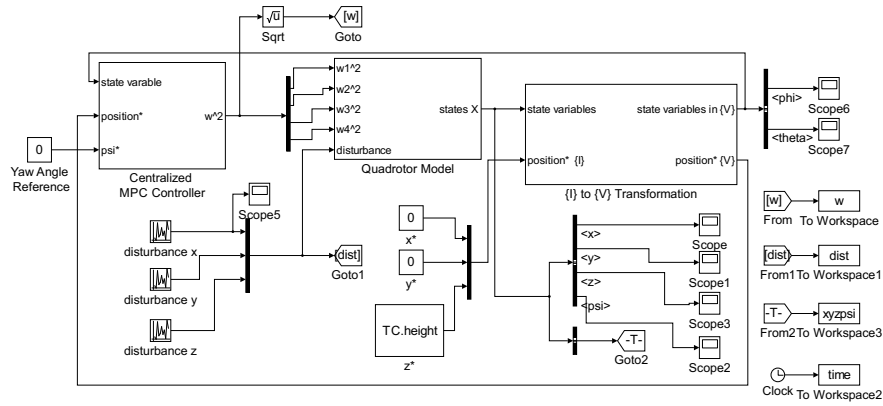 √u
Sqrt
[w]
Goto
0
Yaw Angle
Reference
state varable
position*
psi*
w^2
Centralized
MPC Controller
w1^2
w2^2
w3^2
w4^2
disturbance
states X
Quadrotor Model
state variables
position* {I}
state variables in {V}
position* {V}
{I} to {V} Transformation
<phi>
Scope6
<theta>
Scope7
Scope5
disturbance x
disturbance y
disturbance z
[dist]
Goto1
0
x*
0
y*
TC.height
z*
<x>
Scope
<y>
Scope1
<z>
Scope3
<psi>
Scope2
-T-
Goto2
[w]
From
w
To Workspace
[dist]
From1
dist
To Workspace1
-T-
From2
xyzpsi
To Workspace3
Clock
time
To Workspace2